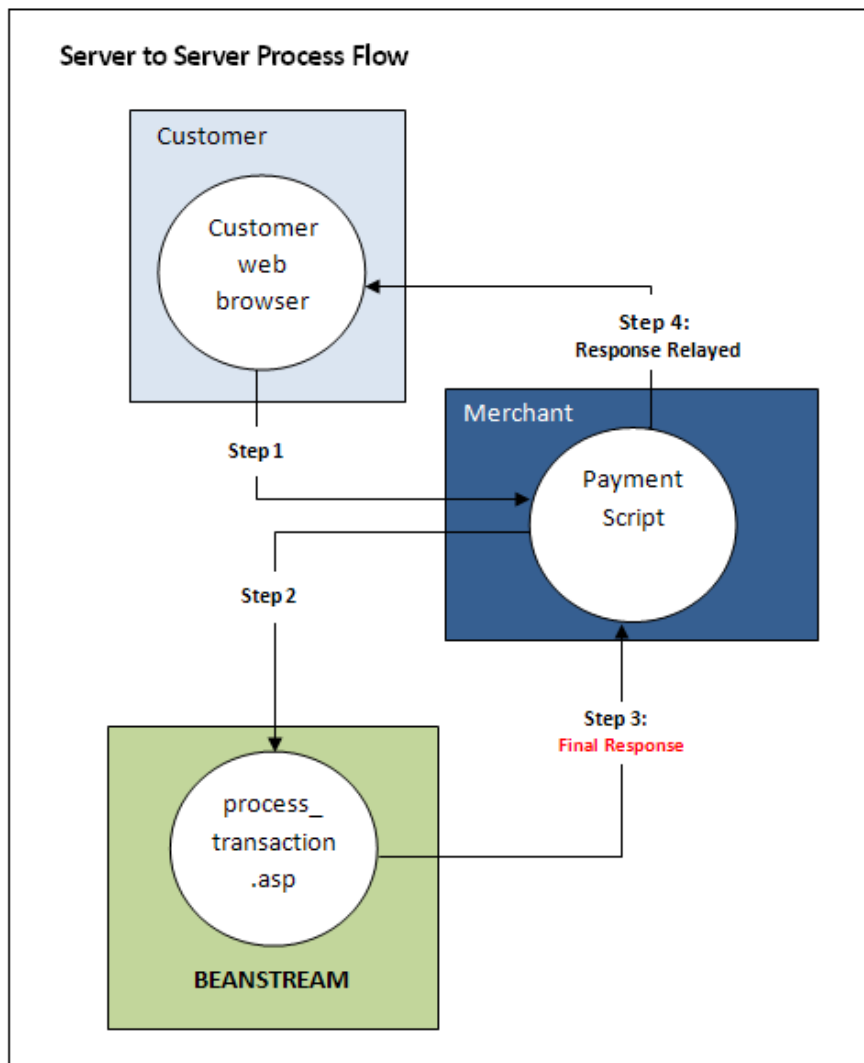 Server to Server Process Flow
Customer
Customer
web
browser
Step 4:
Response Relayed
Merchant
Step 1
Payment
Script
Step 2
Step 3:
Final Response
process_
transaction
.asp
BEANSTREAM